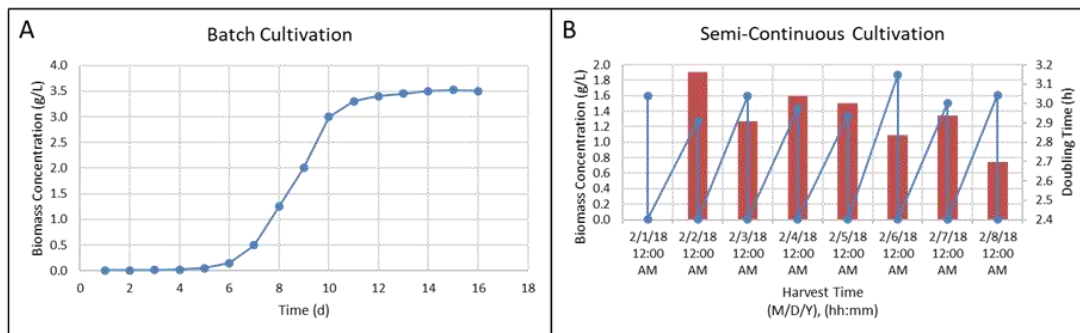 A
Batch Cultivation
Biomass Concentration (g/L)
4.0
3.5
3.0
2.5
2.0
1.5
1.0
0.5
0.0
0 2 4 6 8 10 12 14 16 18
Time (d)
B
Semi-Continuous Cultivation
Biomass Concentration (g/L)
2.0
1.8
1.6
1.4
1.2
1.0
0.8
0.6
0.4
0.2
0.0
3.2
3.1
3.0
2.9
2.8
2.7
2.6
2.5
2.4
Doubling Time (h)
2/1/18 2/2/18 2/3/18 2/4/18 2/5/18 2/6/18 2/7/18 2/8/18
12:00 12:00 12:00 12:00 12:00 12:00 12:00 12:00
AM AM AM AM AM AM AM AM
Harvest Time
(M/D/Y), (hh:mm)